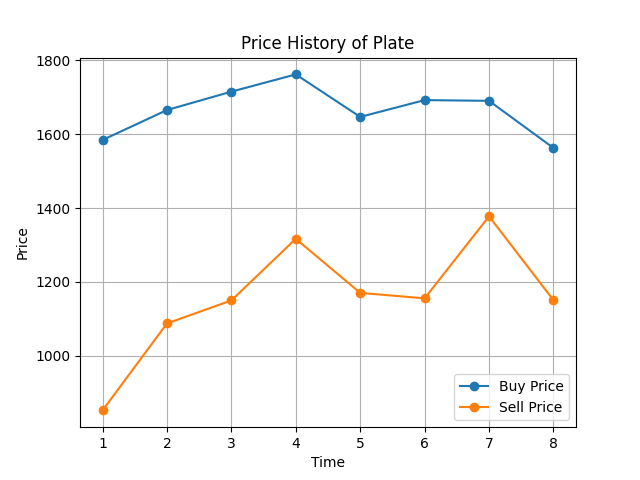 Price History of Plate
1800
1600
1400
1200
1000
Price
1 2 3 4 5 6 7 8
Time
Buy Price
Sell Price